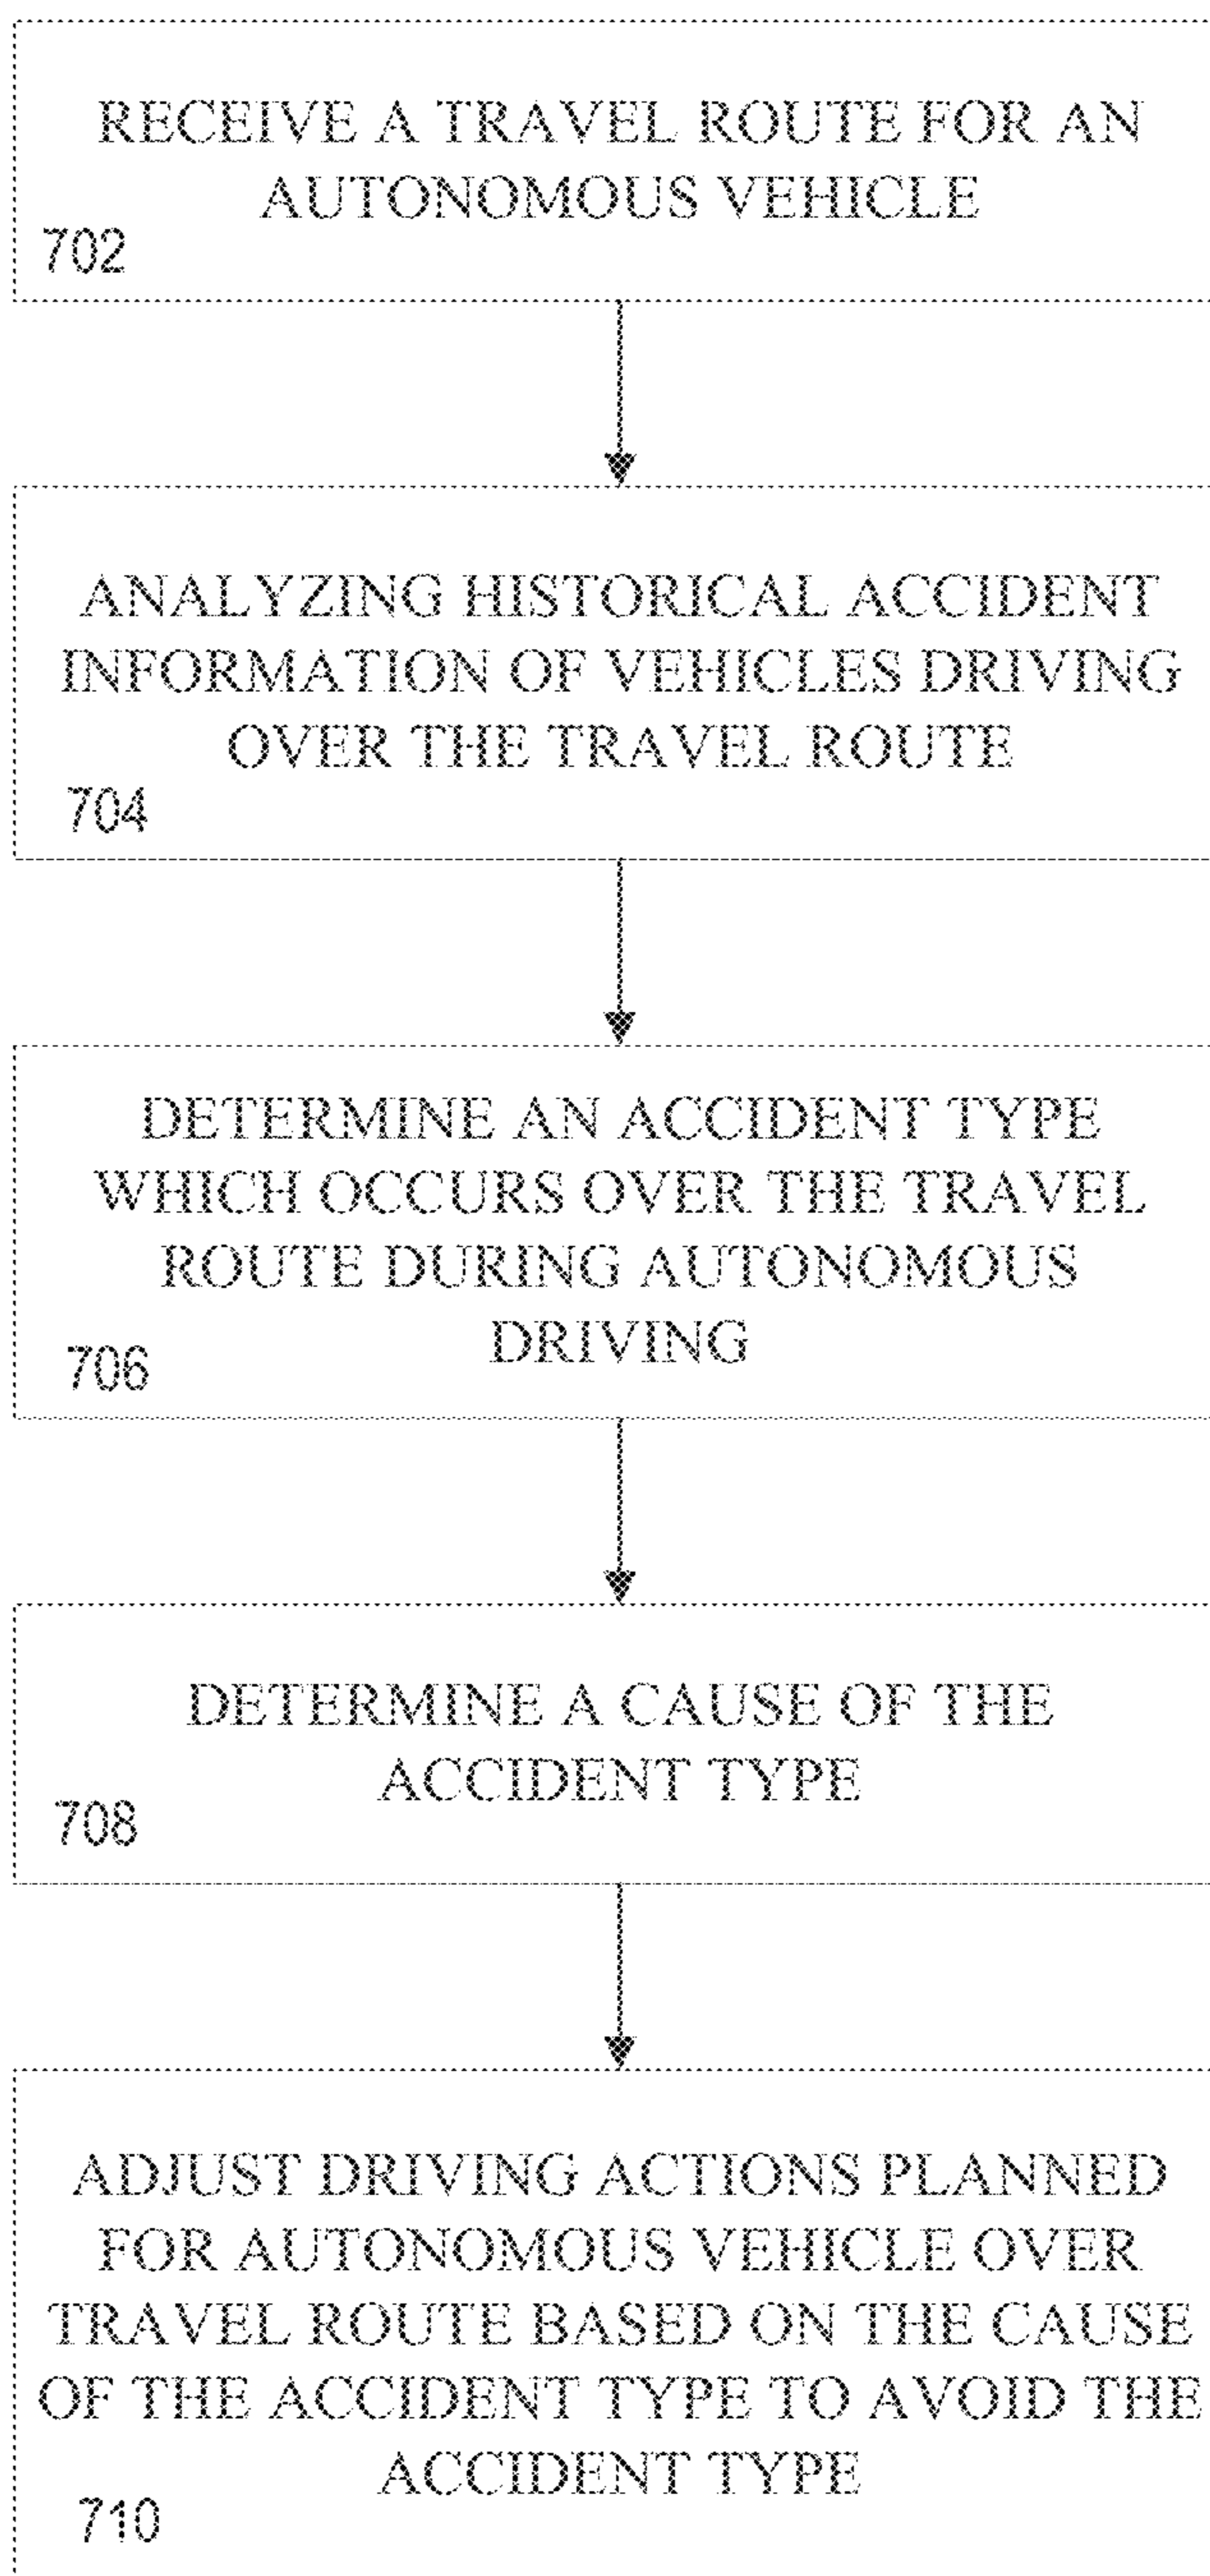 RECEIVE A TRAVEL ROUTE FOR AN
AUTONOMOUS VEHICLE
702
ANALYZING HISTORICAL ACCIDENT
INFORMATION OF VEHICLES DRIVING
OVER THE TRAVEL ROUTE
704
DETERMINE AN ACCIDENT TYPE
WHICH OCCURS OVER THE TRAVEL
ROUTE DURING AUTONOMOUS
DRIVING
706
DETERMINE A CAUSE OF THE
ACCIDENT TYPE
708
ADJUST DRIVING ACTIONS PLANNED
FOR AUTONOMOUS VEHICLE OVER
TRAVEL ROUTE BASED ON THE CAUSE
OF THE ACCIDENT TYPE TO AVOID THE
ACCIDENT TYPE
710